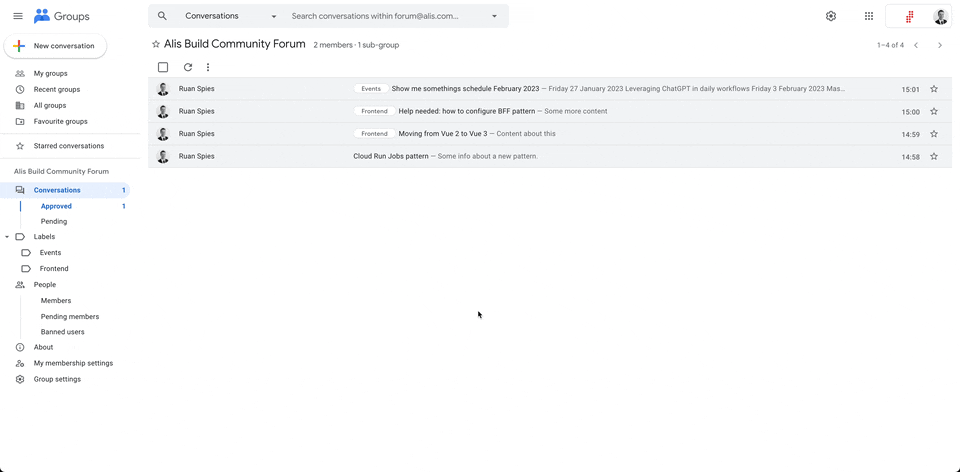 Groups
Conversations
Search conversations within forum@alis.com...
New conversation
Alis Build Community Forum
2 members · 1 sub-group
1–4 of 4
My groups
Recent groups
All groups
Favourite groups
Starred conversations
Alis Build Community Forum
Conversations 1
Approved 1
Pending
Labels
Events
Frontend
People
Members
Pending members
Banned users
About
My membership settings
Group settings
Ruan Spies Events Show me somethings schedule February 2023 – Friday 27 January 2023 Leveraging ChatGPT in daily workflows Friday 3 February 2023 Mas... 15:01
Ruan Spies Frontend Help needed: how to configure BFF pattern – Some more content 15:00
Ruan Spies Frontend Moving from Vue 2 to Vue 3 – Content about this 14:59
Ruan Spies Cloud Run Jobs pattern – Some info about a new pattern. 14:58